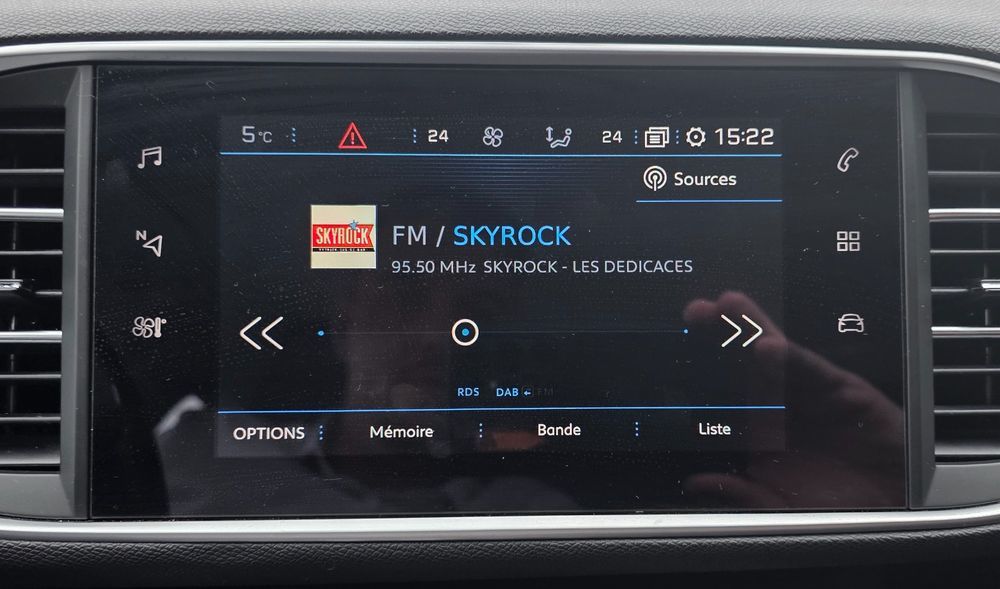 5°C 24 24 15:22
Sources
N
SKYROCK
FM / SKYROCK
95.50 MHz SKYROCK - LES DEDICACES
RDS DAB FM
OPTIONS Mémoire Bande Liste